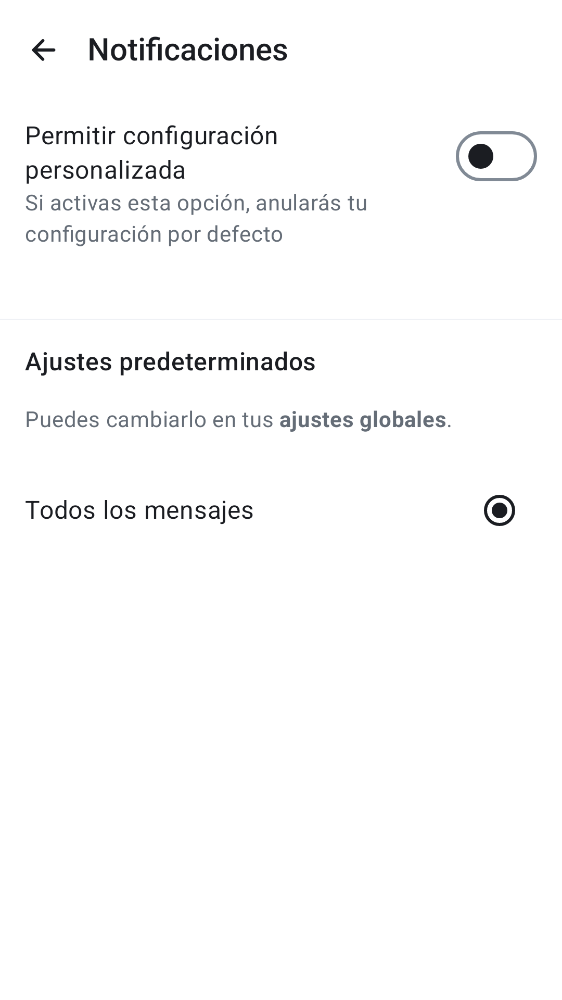 Notificaciones
Permitir configuración
personalizada
Si activas esta opción, anularás tu
configuración por defecto
Ajustes predeterminados
Puedes cambiarlo en tus ajustes globales.
Todos los mensajes